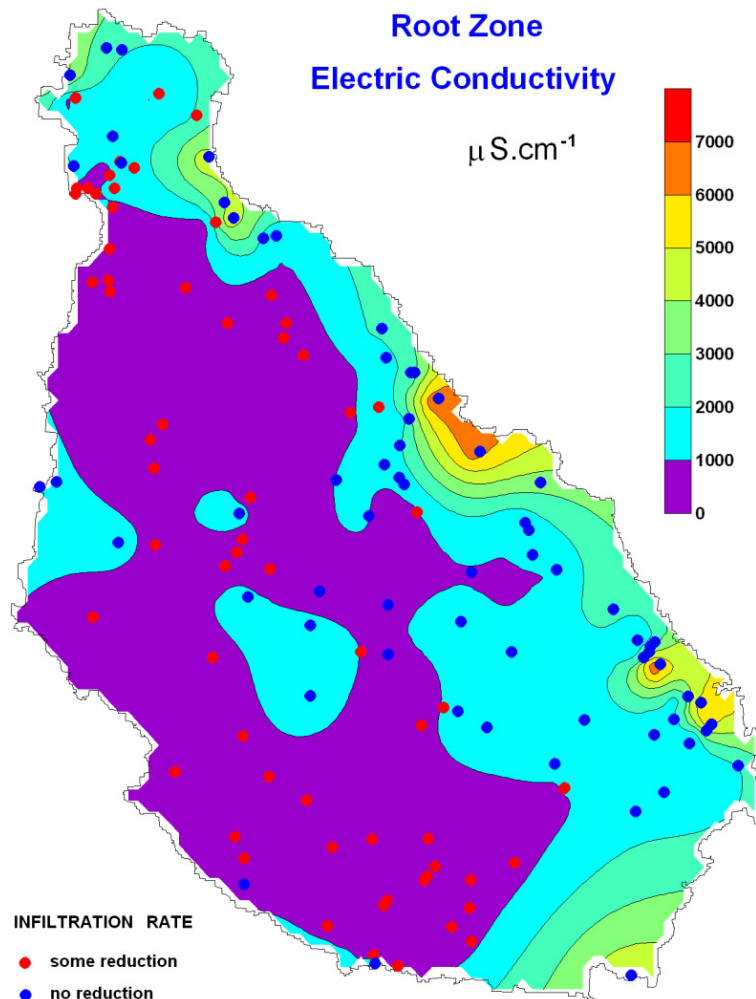 Root Zone
Electric Conductivity
μ S.cm⁻¹
7000
6000
5000
4000
3000
2000
1000
0
INFILTRATION RATE
some reduction
no reduction